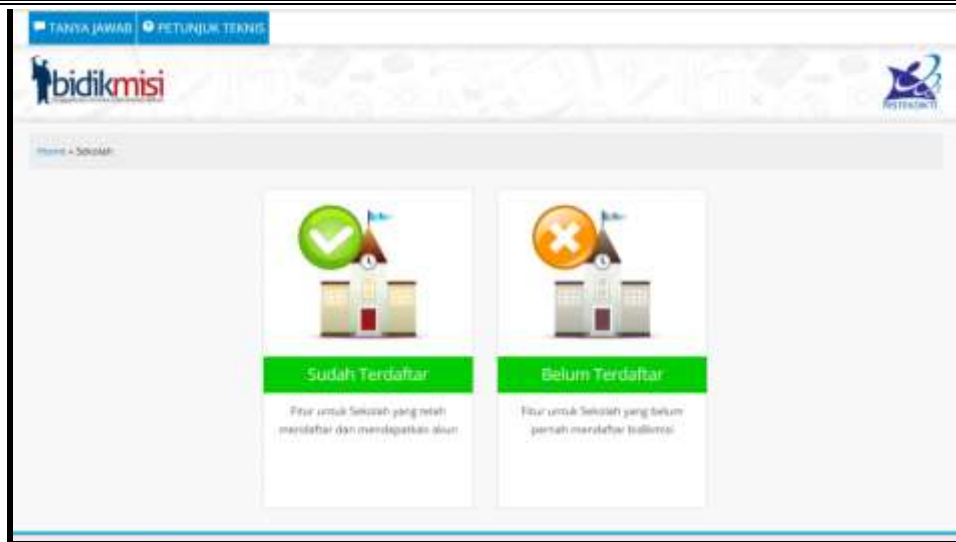 TANYA JAWAB
PETUNJUK TEKNIS
bidikmisi
RISTEKDIKTI
Home » Sekolah
Sudah Terdaftar
Fitur untuk Sekolah yang telah
mendaftar dan mendapatkan akun
Belum Terdaftar
Fitur untuk Sekolah yang belum
pernah mendaftar bidikmisi